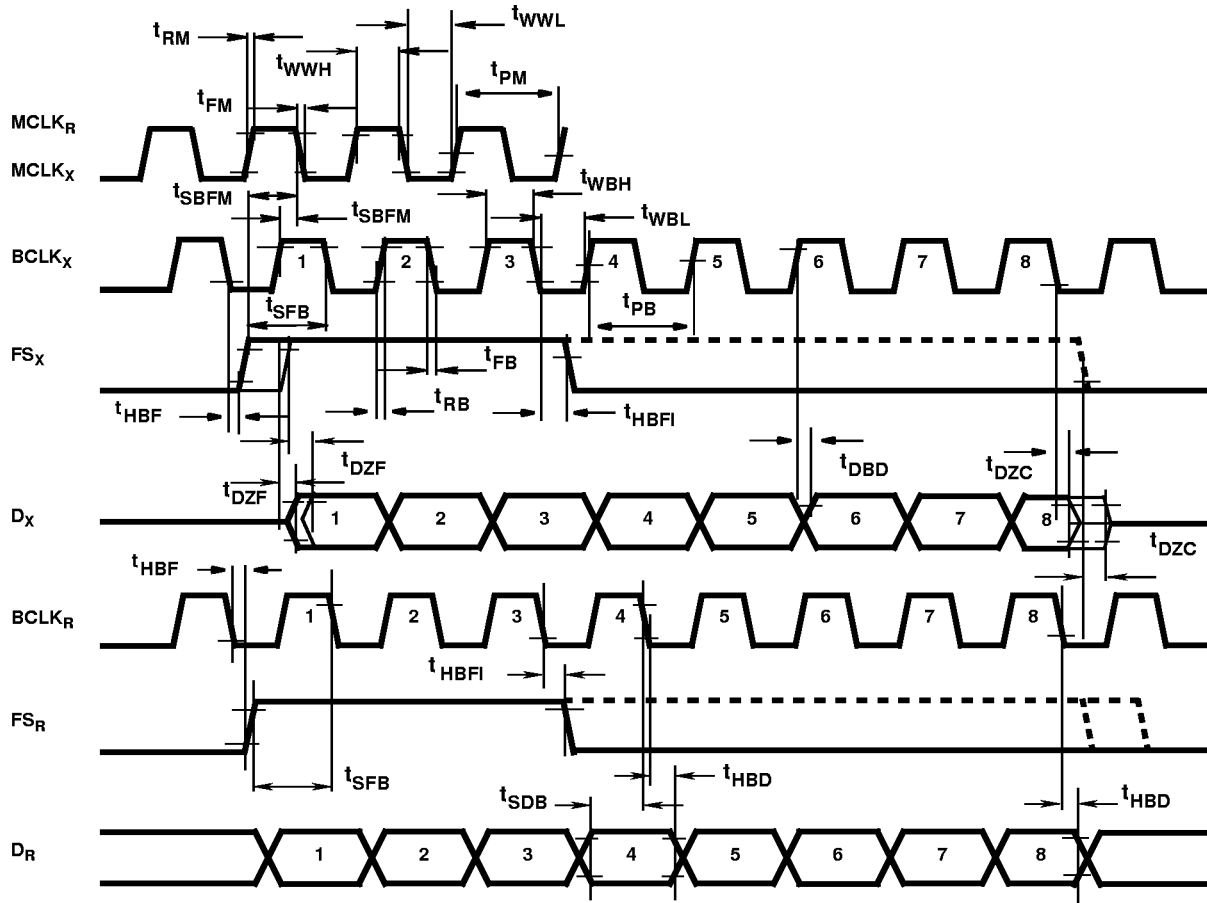 tRM
tWWL
tWWH
tPM
tFM
MCLKR
MCLKX
tSBFM
tSBFM
tWBH
tWBL
BCLKX
1 2 3 4 5 6 7 8
tSFB
tPB
FSX
tFB
tHBF
tRB
tHBFI
tDZF
tDBD
tDZC
tDZF
DX
1 2 3 4 5 6 7 8
tDZC
tHBF
BCLKR
1 2 3 4 5 6 7 8
tHBFI
FSR
tSFB
tHBD
tSDB
tHBD
DR
1 2 3 4 5 6 7 8